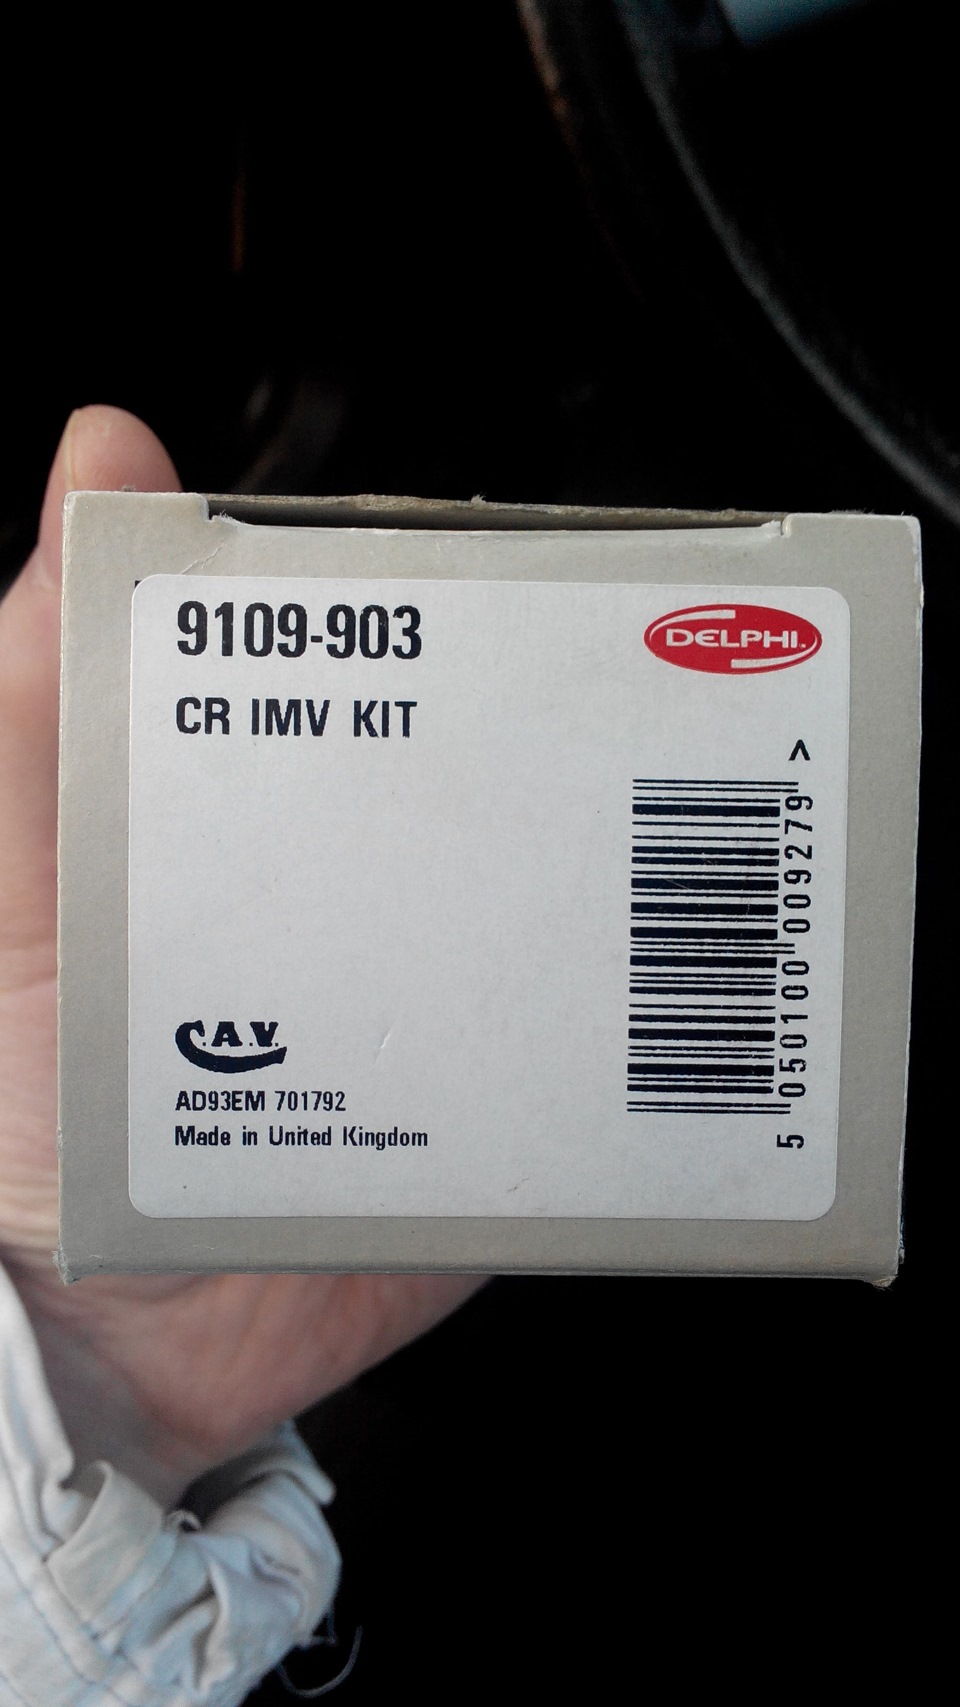 9109-903
DELPHI
CR IMV KIT
C.A.V.
AD93EM 701792
Made in United Kingdom
5 050100 009279 >